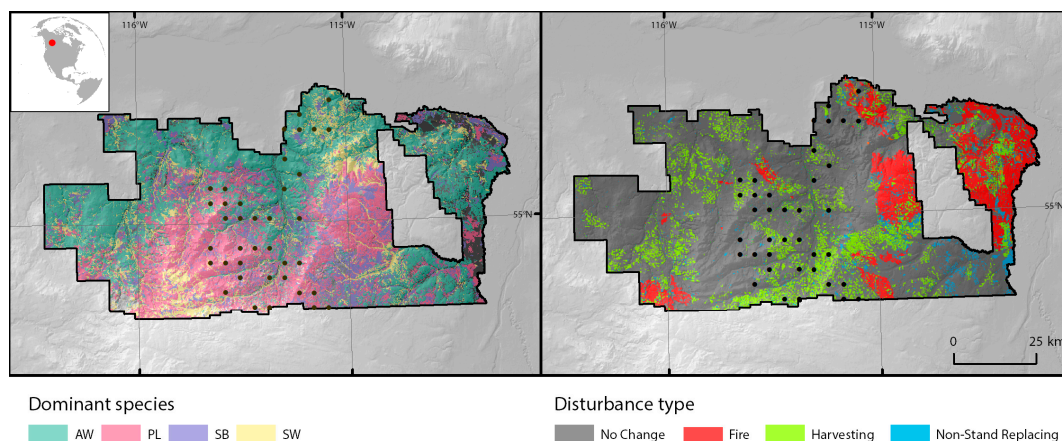 116°W
115°W
116°W
115°W
55°N
55°N
0
25 km
Dominant species
AW
PL
SB
SW
Disturbance type
No Change
Fire
Harvesting
Non-Stand Replacing